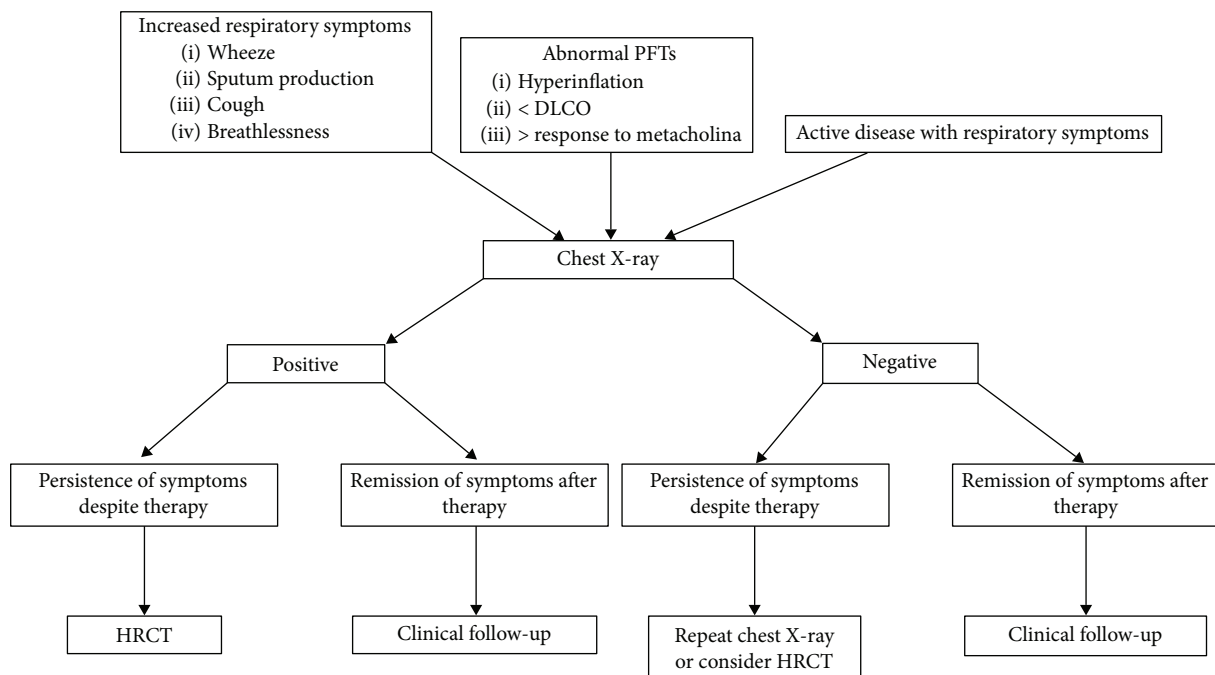 Increased respiratory symptoms
(i) Wheeze
(ii) Sputum production
(iii) Cough
(iv) Breathlessness
Abnormal PFTs
(i) Hyperinflation
(ii) < DLCO
(iii) > response to metacholina
Active disease with respiratory symptoms
Chest X-ray
Positive
Negative
Persistence of symptoms
despite therapy
Remission of symptoms after
therapy
Persistence of symptoms
despite therapy
Remission of symptoms after
therapy
HRCT
Clinical follow-up
Repeat chest X-ray
or consider HRCT
Clinical follow-up